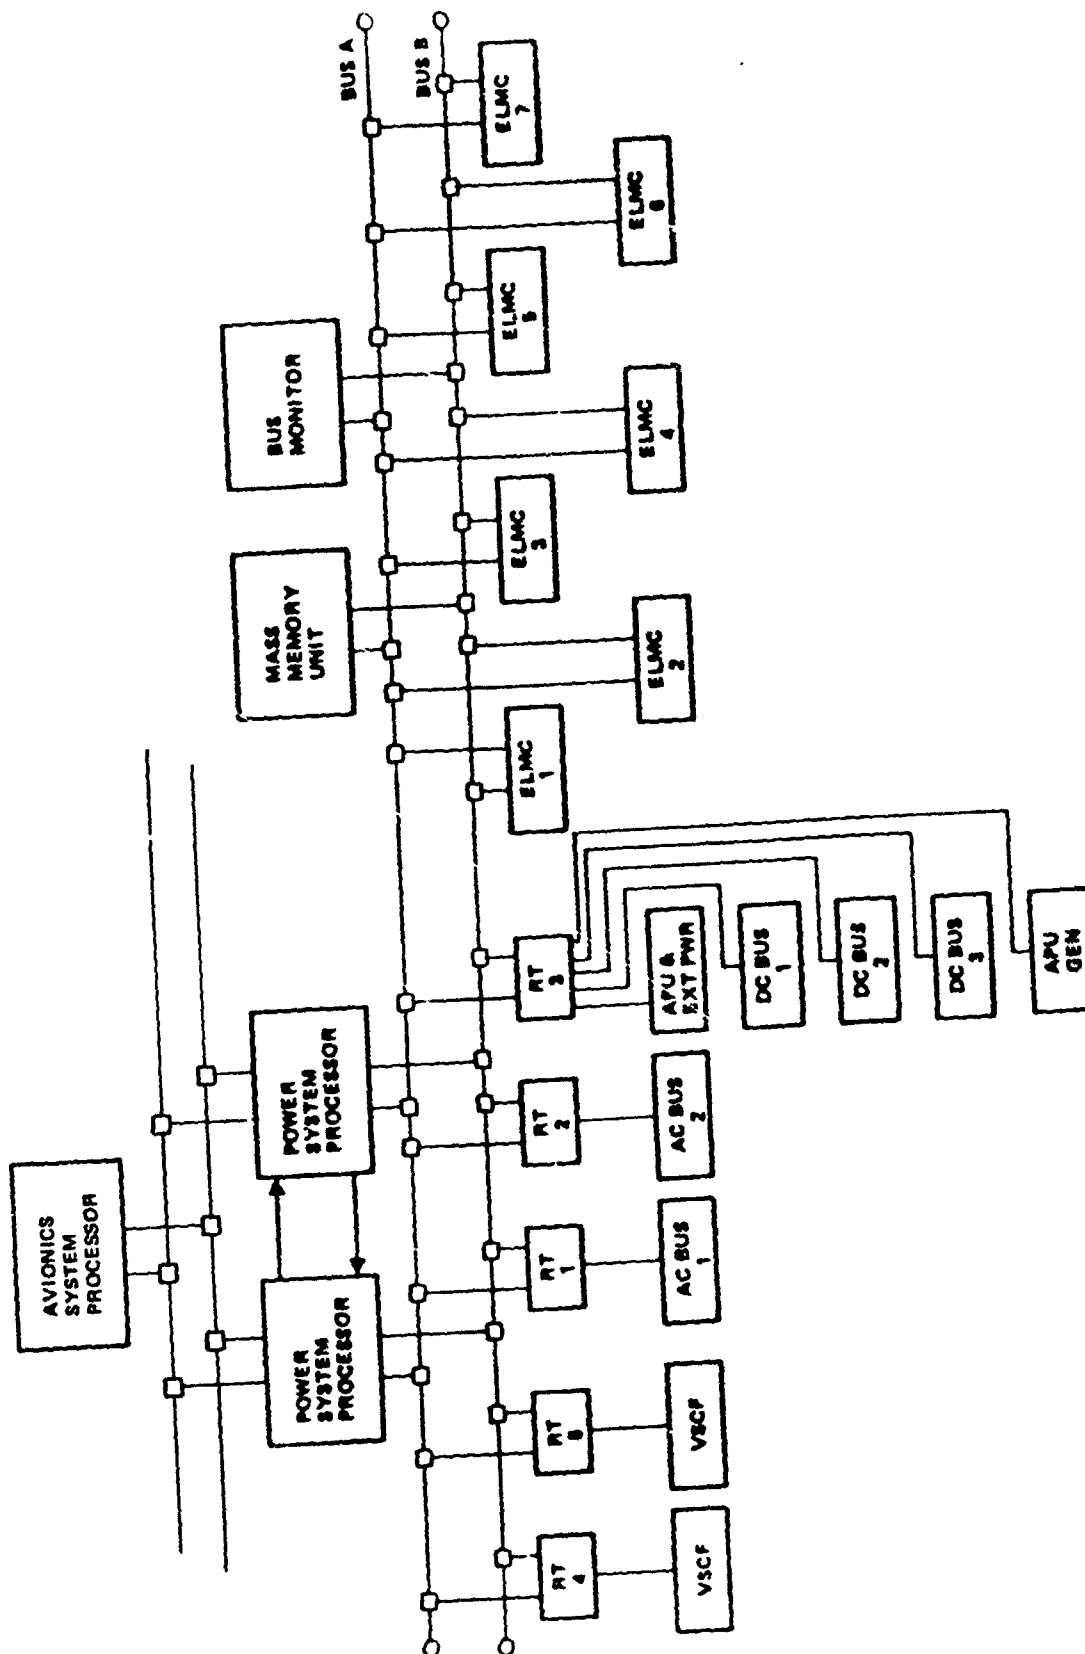 AVIONICS
SYSTEM
PROCESSOR
POWER
SYSTEM
PROCESSOR
POWER
SYSTEM
PROCESSOR
MASS
MEMORY
UNIT
BUS
MONITOR
BUS A
BUS B
RT
4
RT
5
RT
1
RT
2
RT
3
ELMC
1
ELMC
2
ELMC
3
ELMC
4
ELMC
5
ELMC
6
ELMC
7
VSCF
VSCF
AC BUS
1
AC BUS
2
APU &
EXT PWR
DC BUS
1
DC BUS
2
DC BUS
3
APU
GEN